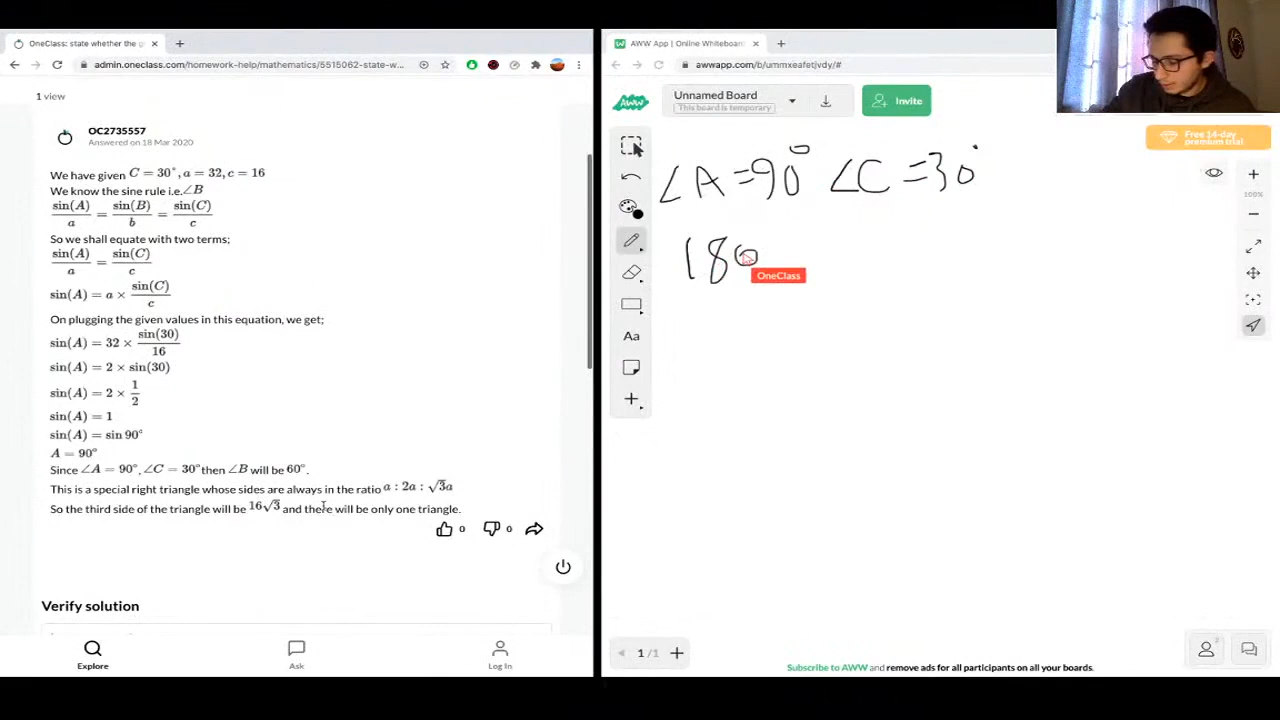 OneClass: state whether the g
admin.oneclass.com/homework-help/mathematics/5515062-state-w...
1 view
OC2735557
Answered on 18 Mar 2020
We have given C = 30°, a = 32, c = 16
We know the sine rule i.e.∠B
sin(A)/a = sin(B)/b = sin(C)/c
So we shall equate with two terms;
sin(A)/a = sin(C)/c
sin(A) = a × sin(C)/c
On plugging the given values in this equation, we get;
sin(A) = 32 × sin(30)/16
sin(A) = 2 × sin(30)
sin(A) = 2 × 1/2
sin(A) = 1
sin(A) = sin 90°
A = 90°
Since ∠A = 90°, ∠C = 30° then ∠B will be 60°.
This is a special right triangle whose sides are always in the ratio a : 2a : √3a
So the third side of the triangle will be 16√3 and there will be only one triangle.
0 0
Verify solution
Explore Ask Log In
AWW App | Online Whiteboard
awwapp.com/b/ummxeafetjvdy/#
AWW
Unnamed Board
This board is temporary
Invite
Free 14-day
premium trial
∠A=90° ∠C=30°
180
OneClass
Aa
100%
1 /1
2
Subscribe to AWW and remove ads for all participants on all your boards.